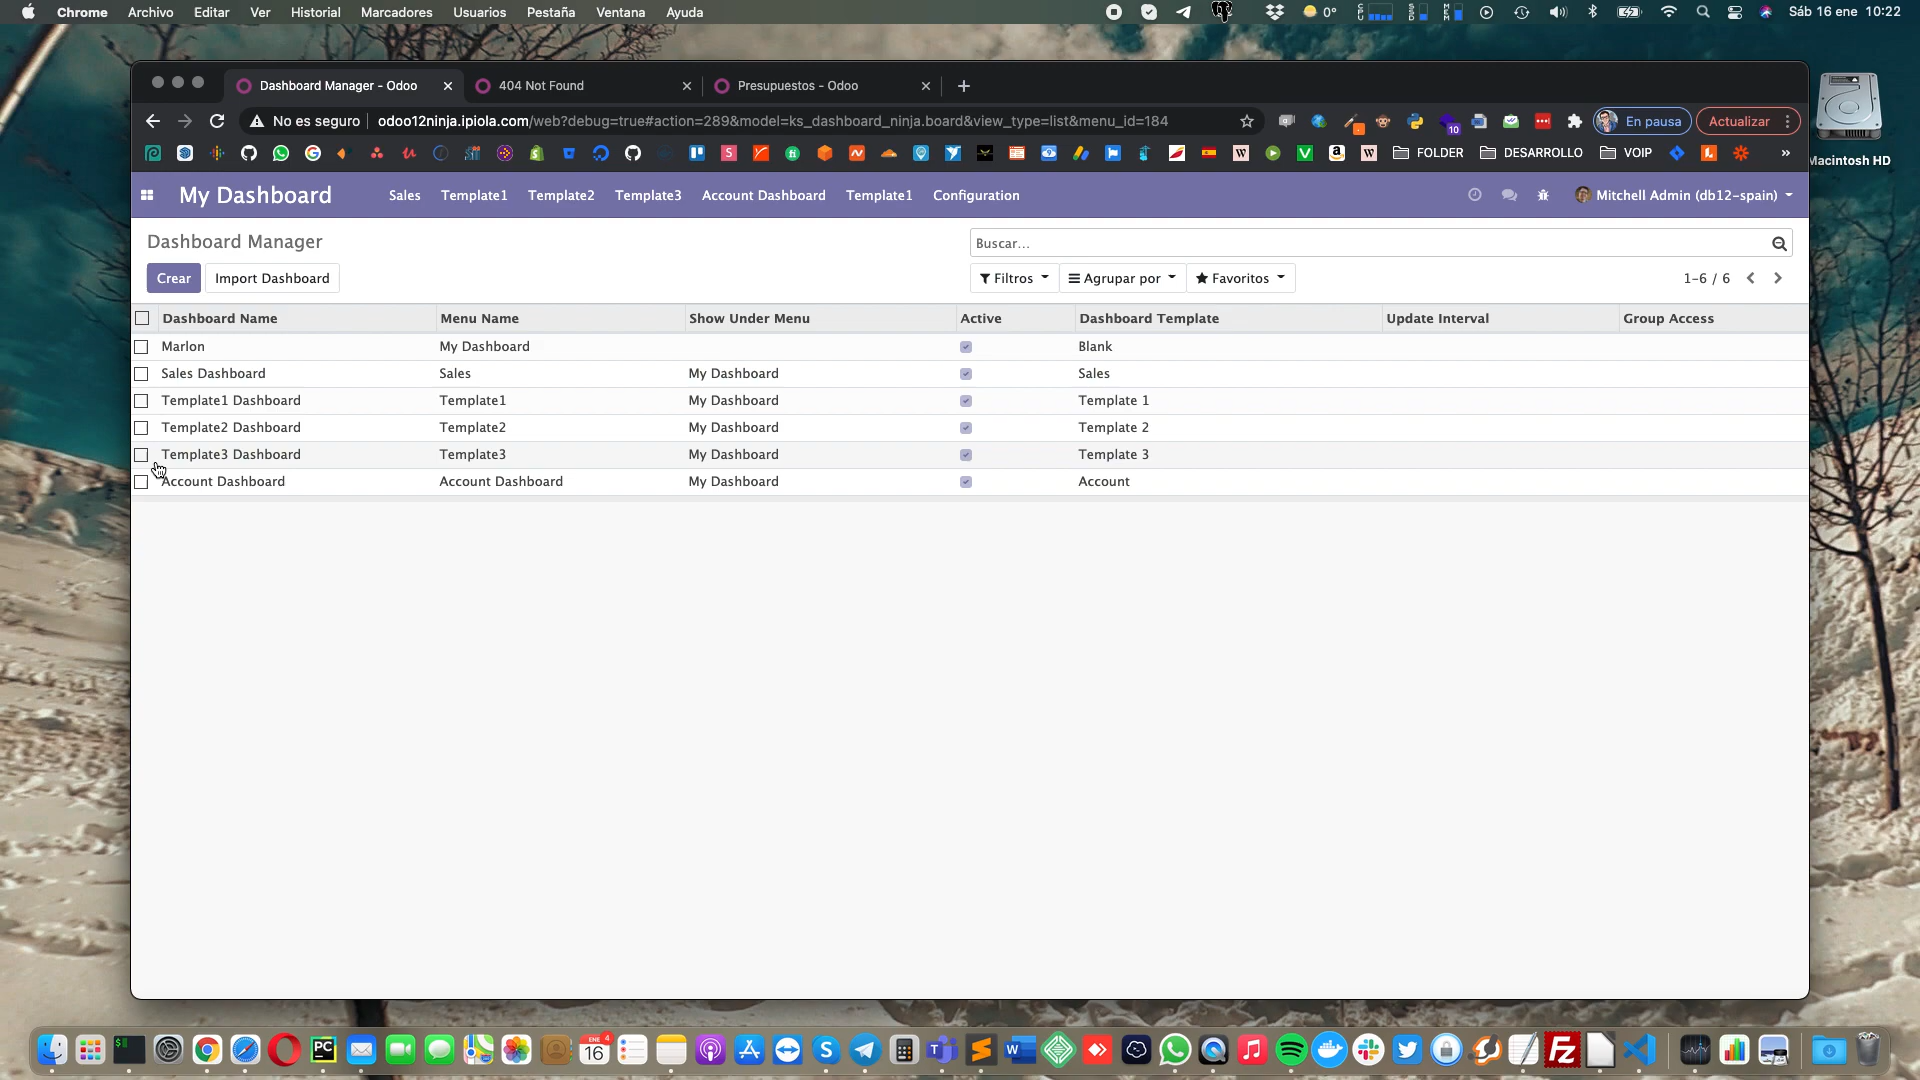 Chrome Archivo Editar Ver Historial Marcadores Usuarios Pestaña Ventana Ayuda
0° Sáb 16 ene 10:22
Dashboard Manager - Odoo
404 Not Found
Presupuestos - Odoo
No es seguro odoo12ninja.ipiola.com/web?debug=true#action=289&model=ks_dashboard_ninja.board&view_type=list&menu_id=184
10 En pausa Actualizar
FOLDER DESARROLLO VOIP
Macintosh HD
My Dashboard Sales Template1 Template2 Template3 Account Dashboard Template1 Configuration
Mitchell Admin (db12-spain)
Dashboard Manager
Buscar...
Crear Import Dashboard
Filtros Agrupar por Favoritos 1-6 / 6
Dashboard Name Menu Name Show Under Menu Active Dashboard Template Update Interval Group Access
Marlon My Dashboard Blank
Sales Dashboard Sales My Dashboard Sales
Template1 Dashboard Template1 My Dashboard Template 1
Template2 Dashboard Template2 My Dashboard Template 2
Template3 Dashboard Template3 My Dashboard Template 3
Account Dashboard Account Dashboard My Dashboard Account
ENE 16 4